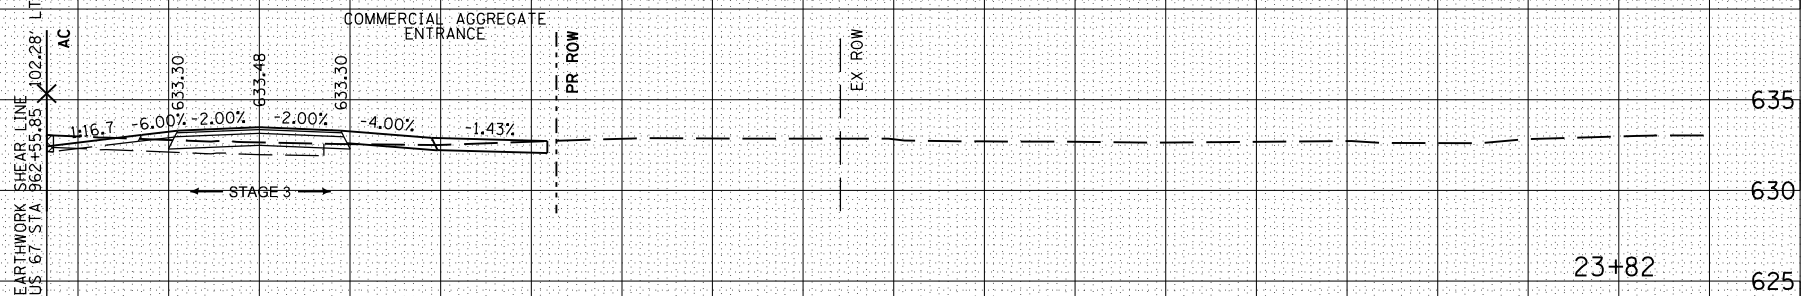 EARTHWORK SHEAR LINE
US 67 STA 962+55.85 102.28' LT
AC
COMMERCIAL AGGREGATE
ENTRANCE
633.30
633.48
633.30
PR ROW
EX ROW
1:16.7
-6.00%
-2.00%
-2.00%
-4.00%
-1.43%
STAGE 3
635
630
625
23+82